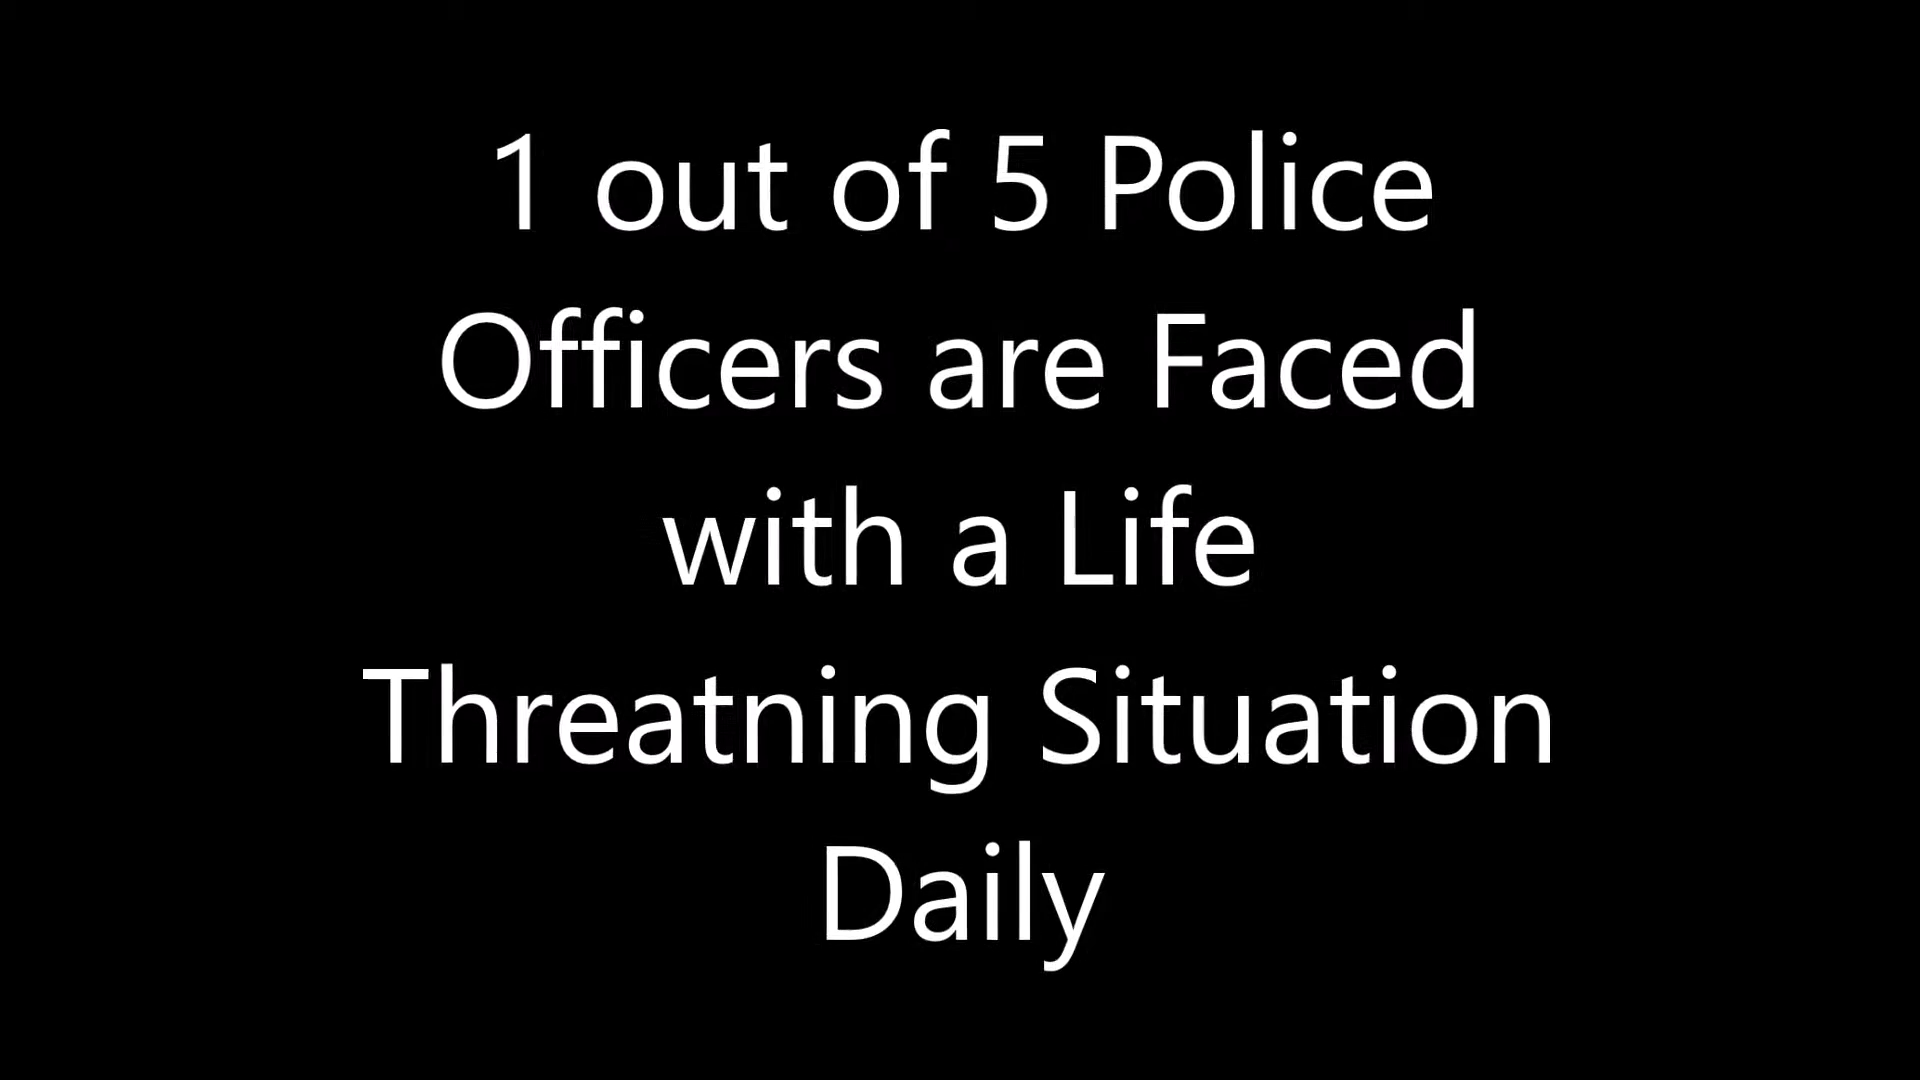 1 out of 5 Police
Officers are Faced
with a Life
Threatning Situation
Daily